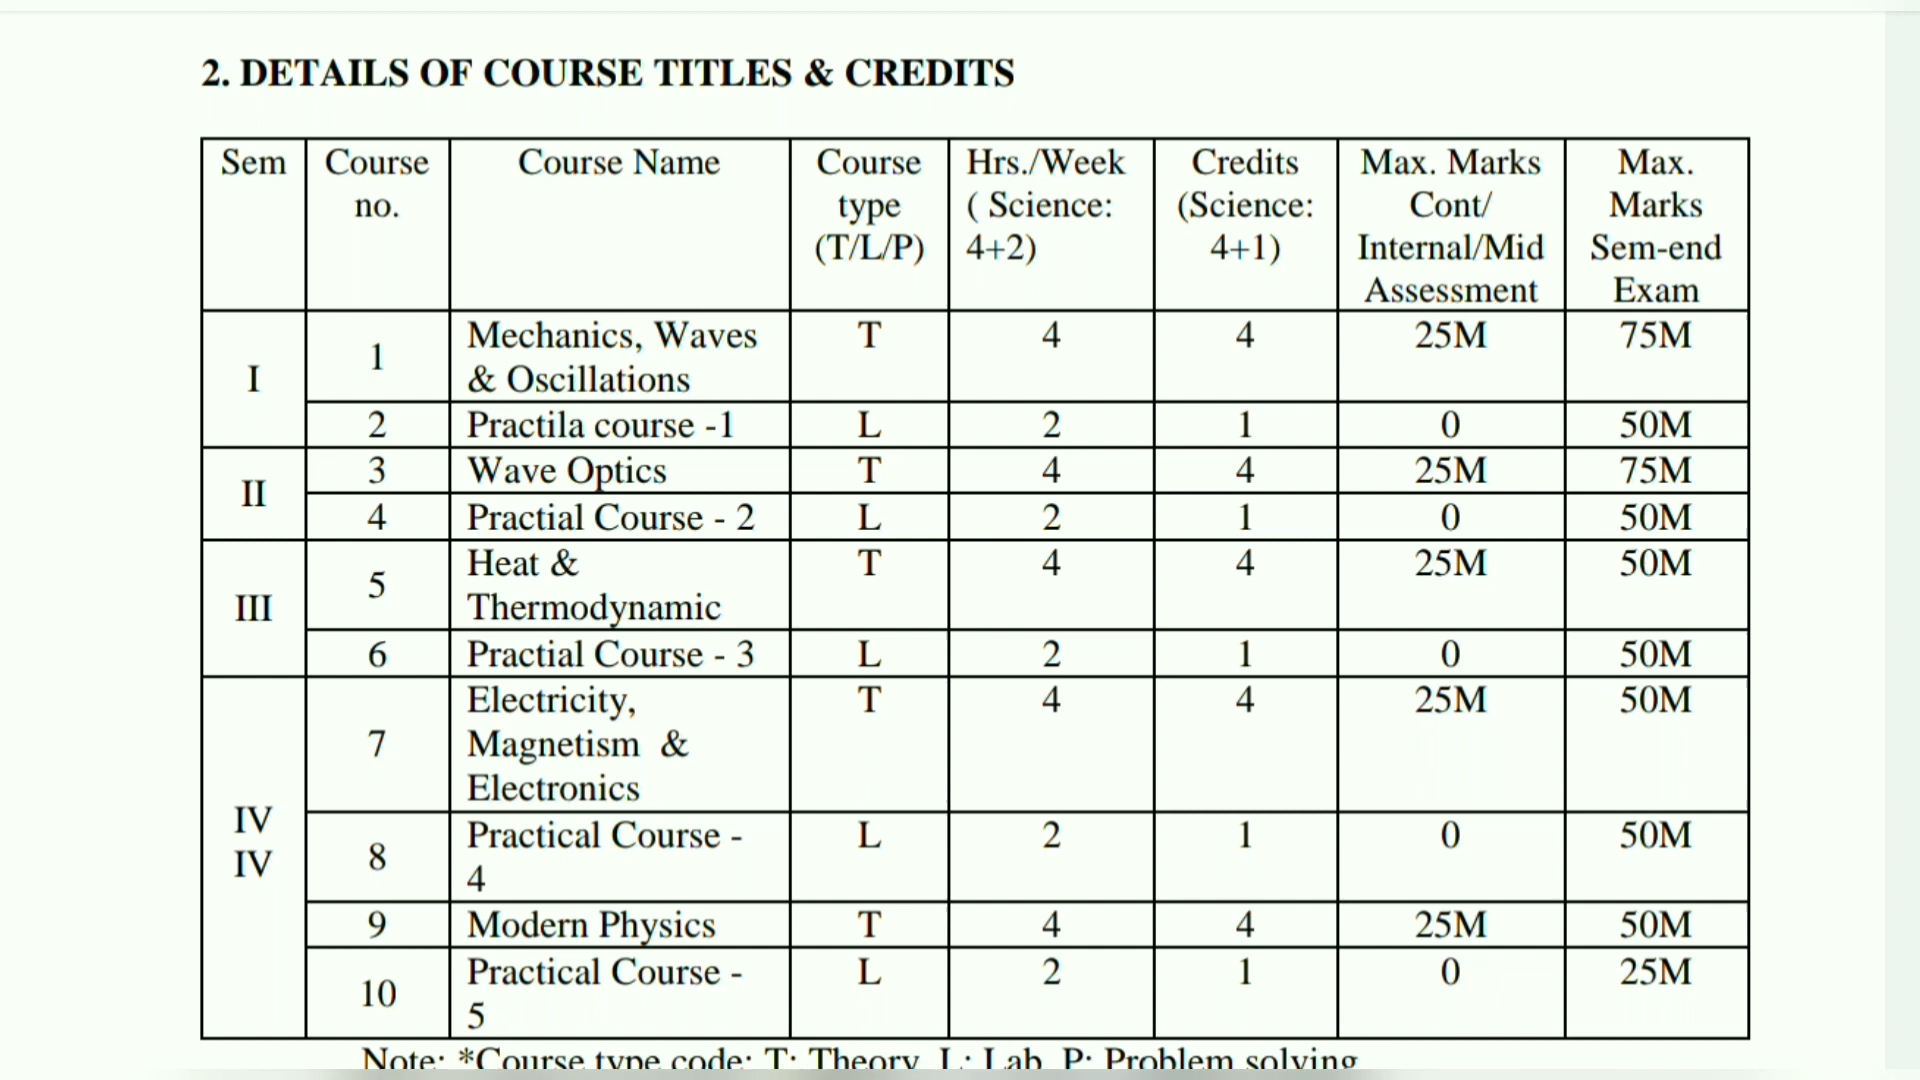 2. DETAILS OF COURSE TITLES & CREDITS
Sem Course no. Course Name Course type (T/L/P) Hrs./Week ( Science: 4+2) Credits (Science: 4+1) Max. Marks Cont/ Internal/Mid Assessment Max. Marks Sem-end Exam
I 1 Mechanics, Waves & Oscillations T 4 4 25M 75M
2 Practila course -1 L 2 1 0 50M
II 3 Wave Optics T 4 4 25M 75M
4 Practial Course - 2 L 2 1 0 50M
III 5 Heat & Thermodynamic T 4 4 25M 50M
6 Practial Course - 3 L 2 1 0 50M
IV IV 7 Electricity, Magnetism & Electronics T 4 4 25M 50M
8 Practical Course - 4 L 2 1 0 50M
9 Modern Physics T 4 4 25M 50M
10 Practical Course - 5 L 2 1 0 25M
Note: *Course type code: T: Theory, L: Lab, P: Problem solving